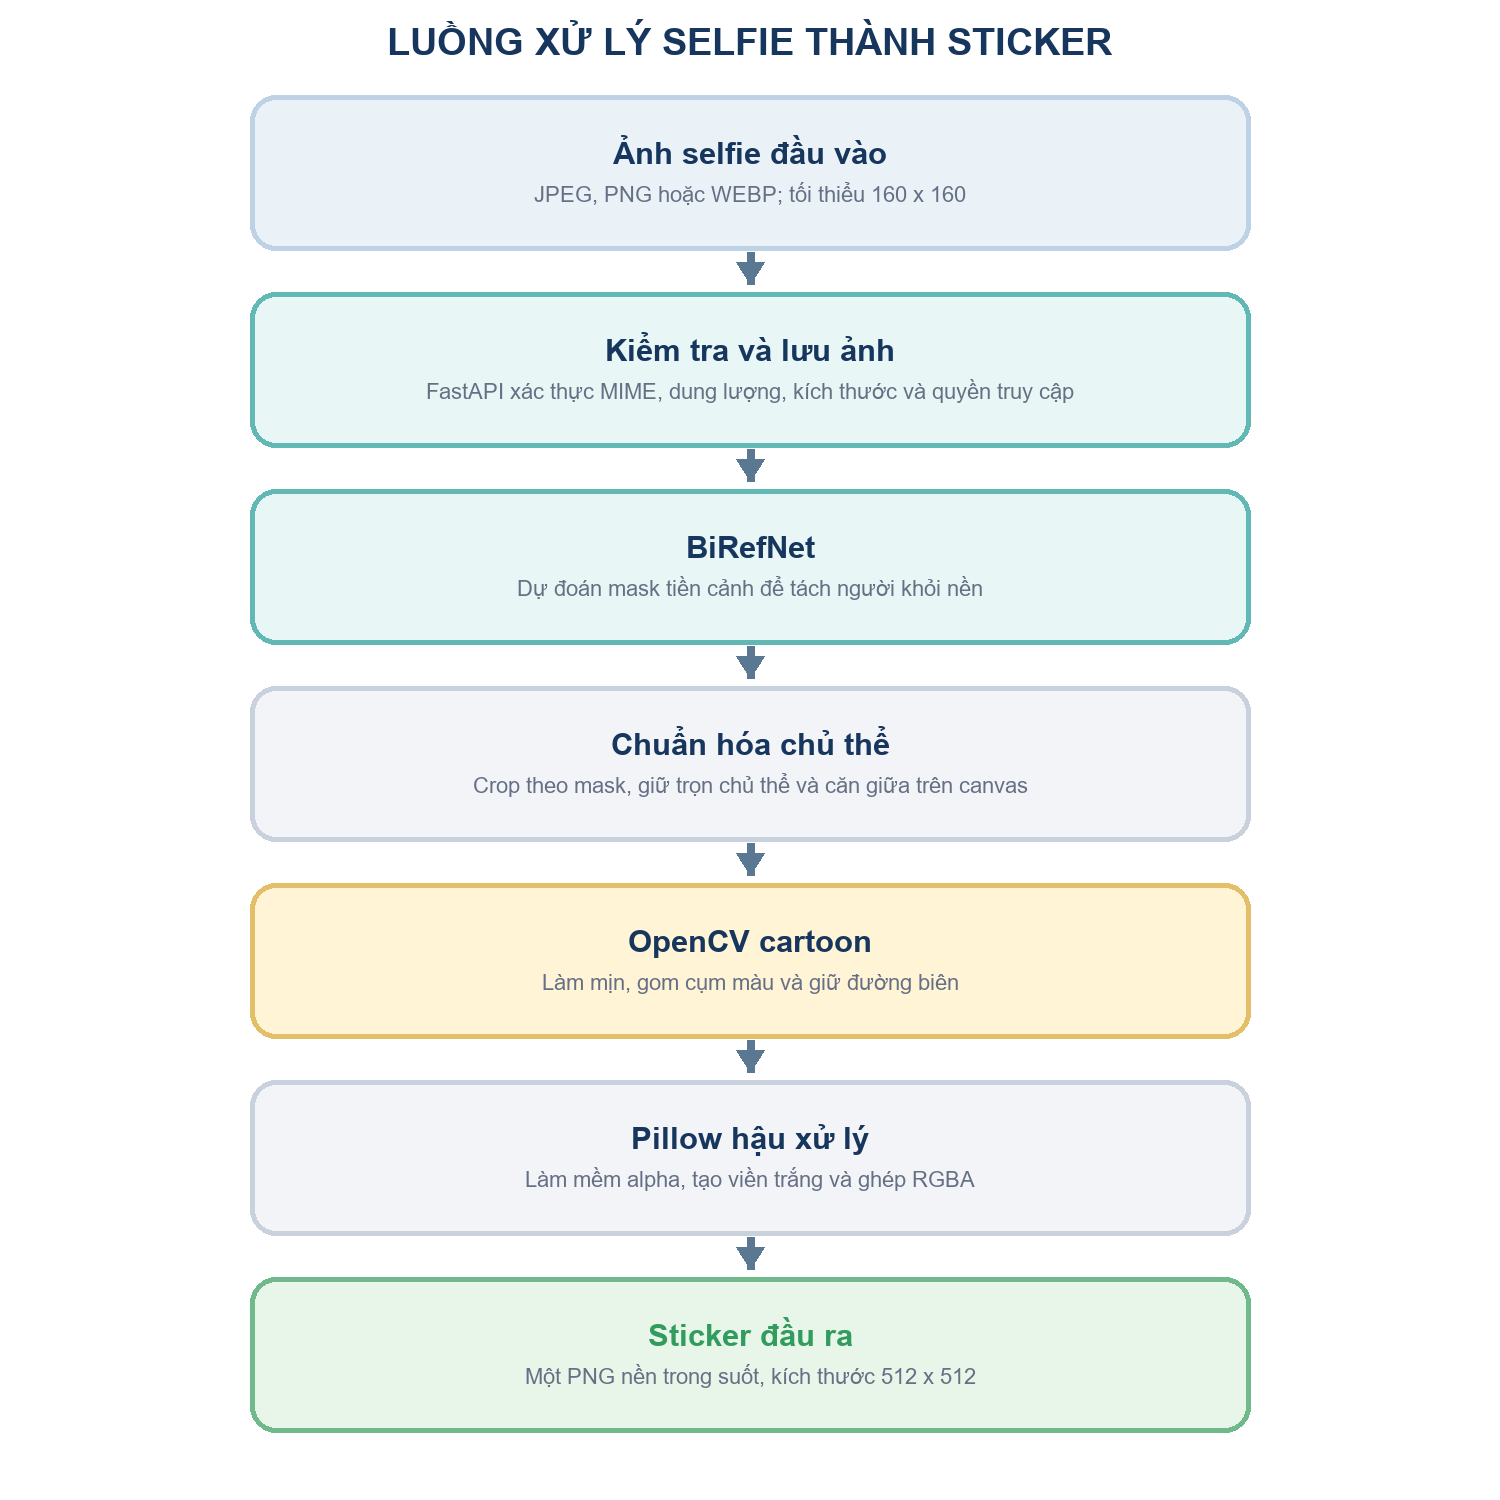 LUỒNG XỬ LÝ SELFIE THÀNH STICKER
Ảnh selfie đầu vào
JPEG, PNG hoặc WEBP; tối thiểu 160 x 160
Kiểm tra và lưu ảnh
FastAPI xác thực MIME, dung lượng, kích thước và quyền truy cập
BiRefNet
Dự đoán mask tiền cảnh để tách người khỏi nền
Chuẩn hóa chủ thể
Crop theo mask, giữ trọn chủ thể và căn giữa trên canvas
OpenCV cartoon
Làm mịn, gom cụm màu và giữ đường biên
Pillow hậu xử lý
Làm mềm alpha, tạo viền trắng và ghép RGBA
Sticker đầu ra
Một PNG nền trong suốt, kích thước 512 x 512